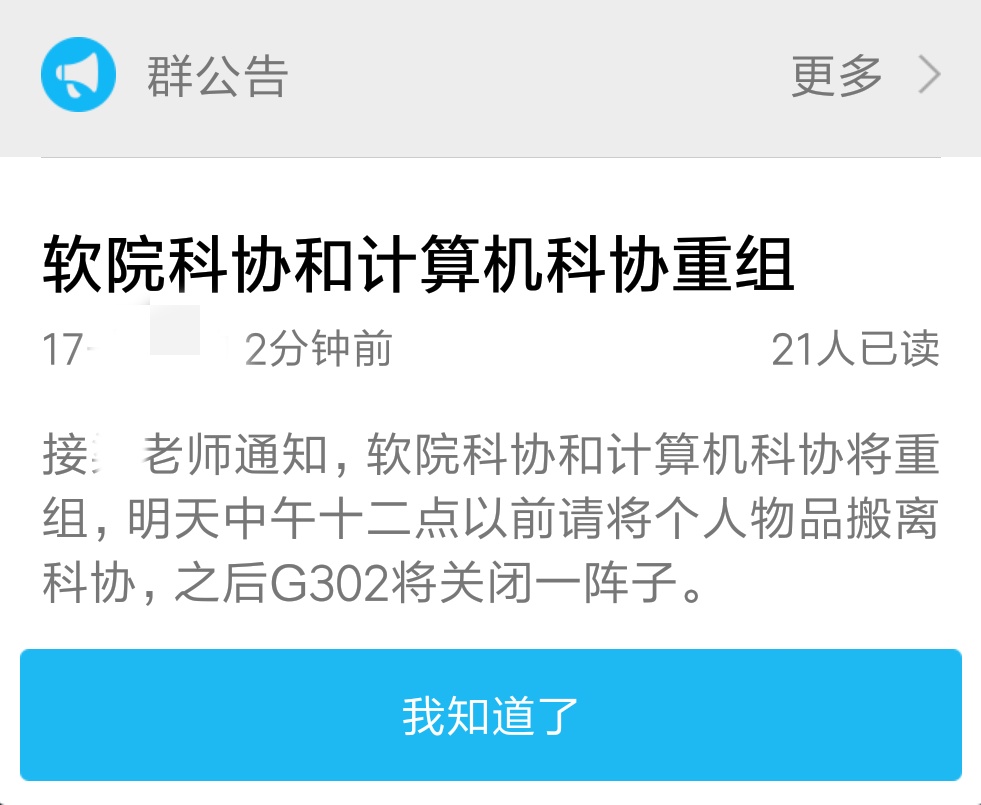 群公告
更多
软院科协和计算机科协重组
17
2分钟前
21人已读
接 老师通知，软院科协和计算机科协将重
组，明天中午十二点以前请将个人物品搬离
科协，之后G302将关闭一阵子。
我知道了